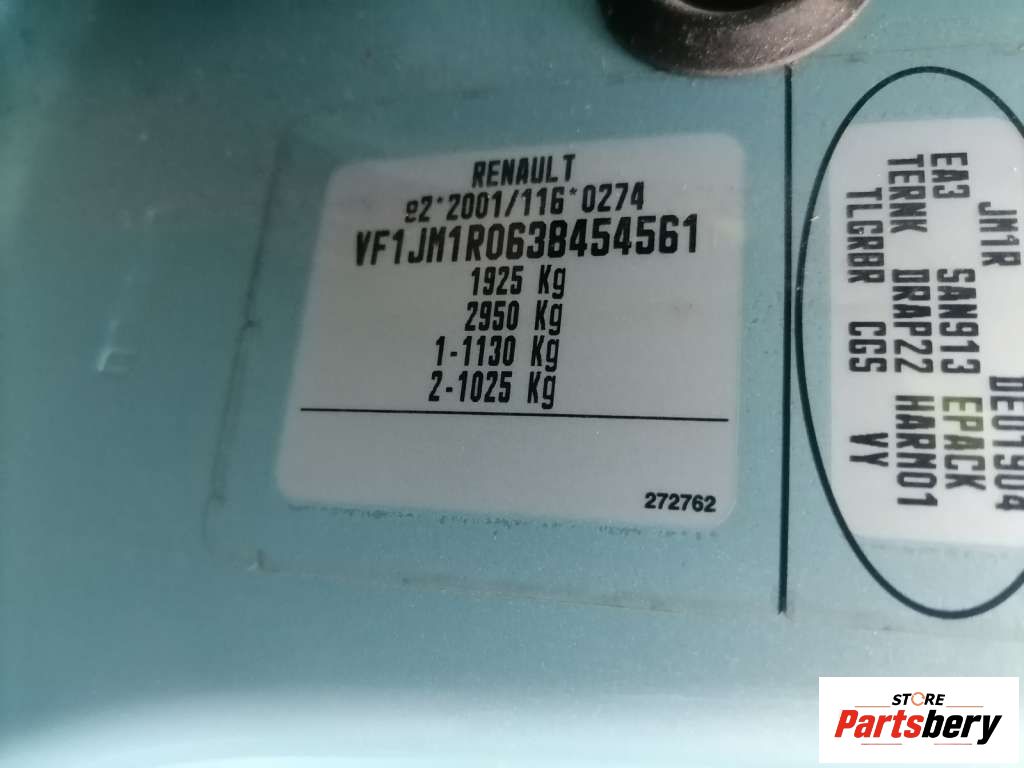 RENAULT
e2*2001/116*0274
VF1JM1R0638454561
1925 Kg
2950 Kg
1-1130 Kg
2-1025 Kg
272762
JM1R DE01904
EA3 SAN913 EPACK
TERNK DRAP22 HARM01
TLGRBR CGS VY
STORE
Partsbery